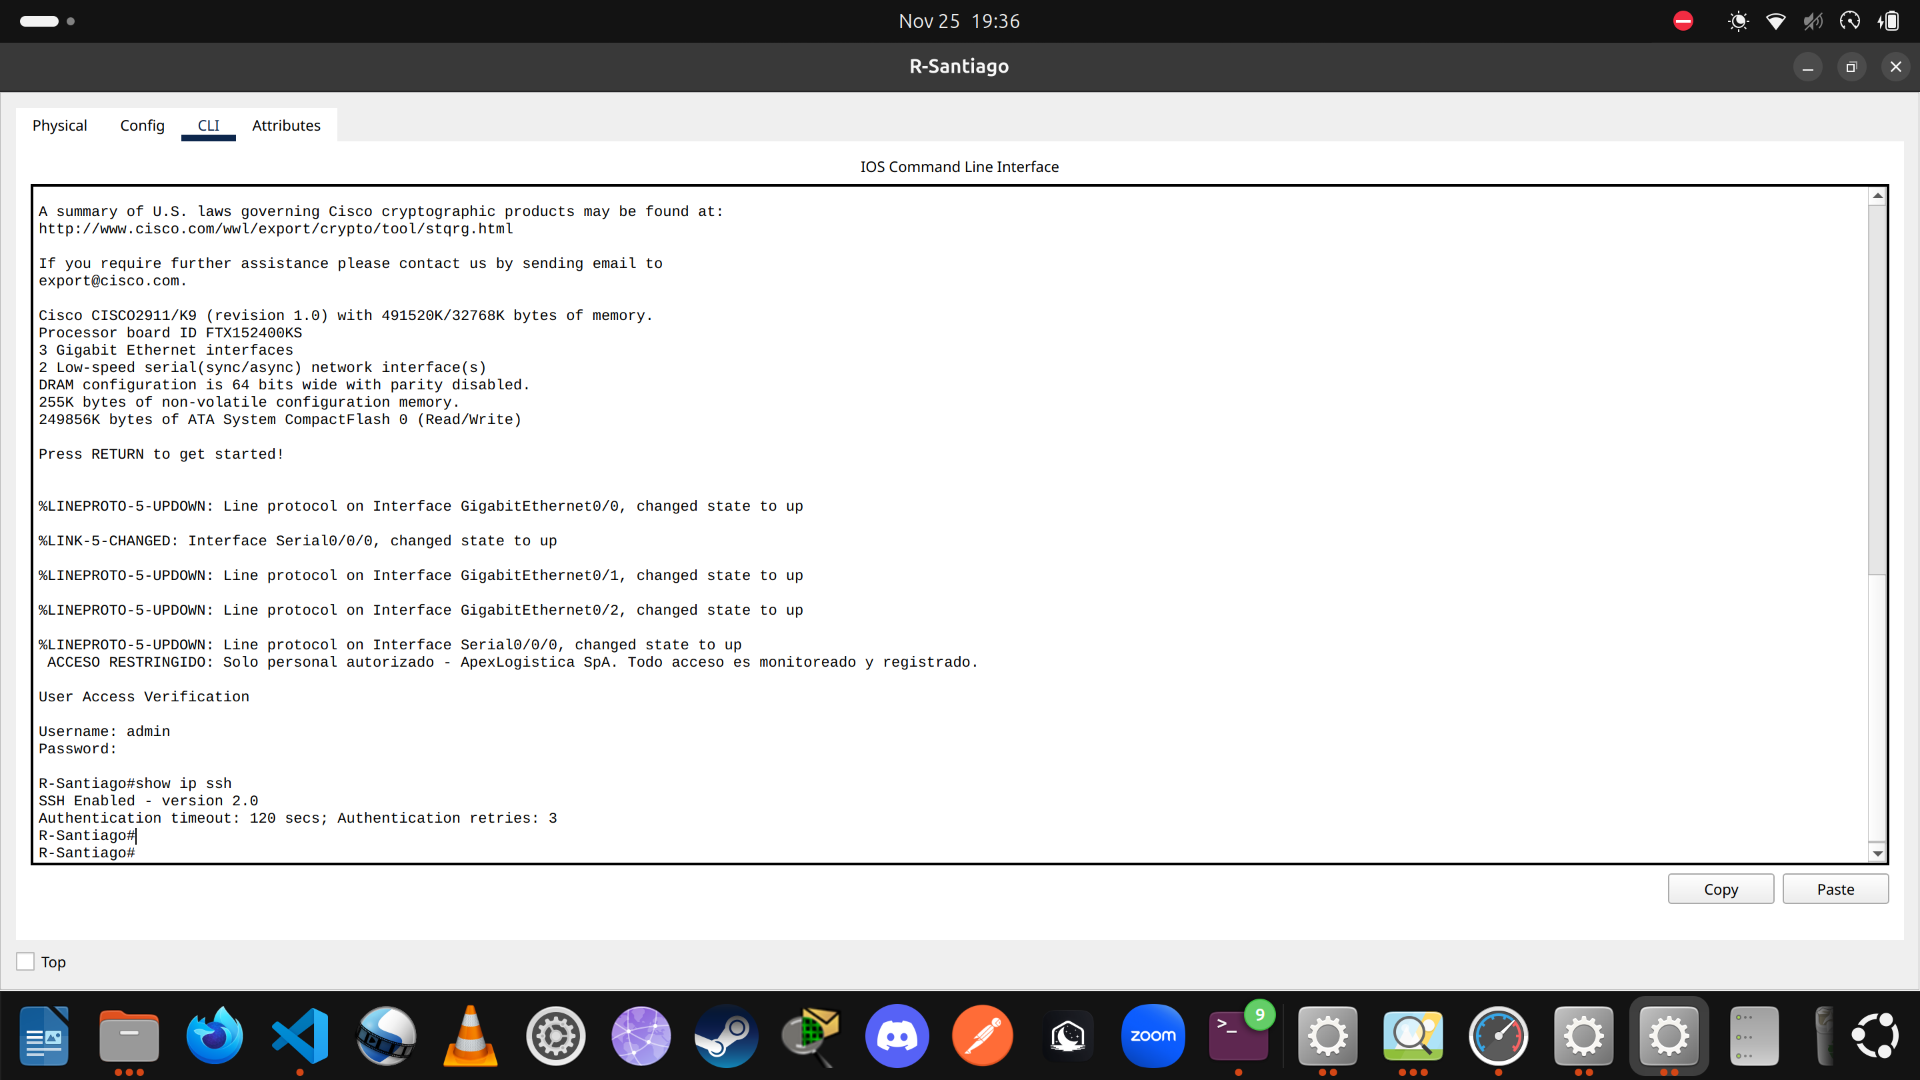 Nov 25 19:36
R-Santiago
Physical
Config
CLI
Attributes
IOS Command Line Interface
A summary of U.S. laws governing Cisco cryptographic products may be found at:
http://www.cisco.com/wwl/export/crypto/tool/stqrg.html
If you require further assistance please contact us by sending email to
export@cisco.com.
Cisco CISCO2911/K9 (revision 1.0) with 491520K/32768K bytes of memory.
Processor board ID FTX152400KS
3 Gigabit Ethernet interfaces
2 Low-speed serial(sync/async) network interface(s)
DRAM configuration is 64 bits wide with parity disabled.
255K bytes of non-volatile configuration memory.
249856K bytes of ATA System CompactFlash 0 (Read/Write)
Press RETURN to get started!
%LINEPROTO-5-UPDOWN: Line protocol on Interface GigabitEthernet0/0, changed state to up
%LINK-5-CHANGED: Interface Serial0/0/0, changed state to up
%LINEPROTO-5-UPDOWN: Line protocol on Interface GigabitEthernet0/1, changed state to up
%LINEPROTO-5-UPDOWN: Line protocol on Interface GigabitEthernet0/2, changed state to up
%LINEPROTO-5-UPDOWN: Line protocol on Interface Serial0/0/0, changed state to up
ACCESO RESTRINGIDO: Solo personal autorizado - ApexLogistica SpA. Todo acceso es monitoreado y registrado.
User Access Verification
Username: admin
Password:
R-Santiago#show ip ssh
SSH Enabled - version 2.0
Authentication timeout: 120 secs; Authentication retries: 3
R-Santiago#
R-Santiago#
Copy
Paste
Top
zoom
>_
9